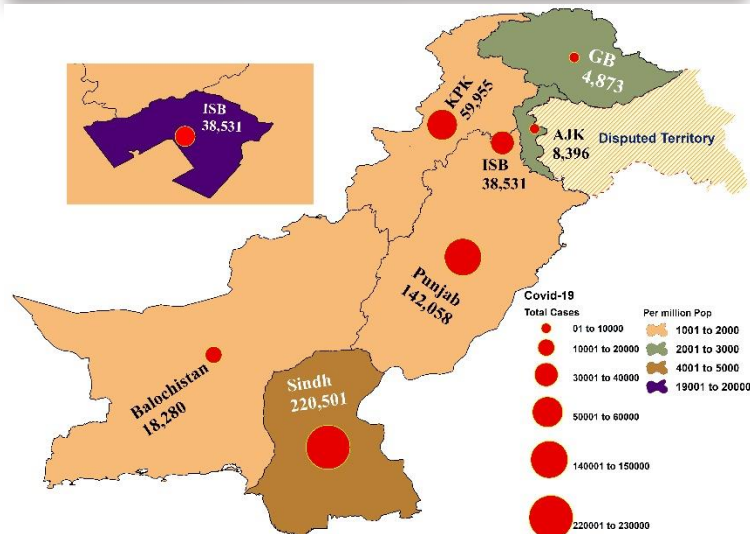 ISB
38,531
GB
4,873
KPK
59,955
AJK
8,396
Disputed Territory
ISB
38,531
Punjab
142,058
Balochistan
18,280
Sindh
220,501
Covid-19
Total Cases
01 to 10000
10001 to 20000
30001 to 40000
50001 to 60000
140001 to 150000
220001 to 230000
Per million Pop
1001 to 2000
2001 to 3000
4001 to 5000
19001 to 20000